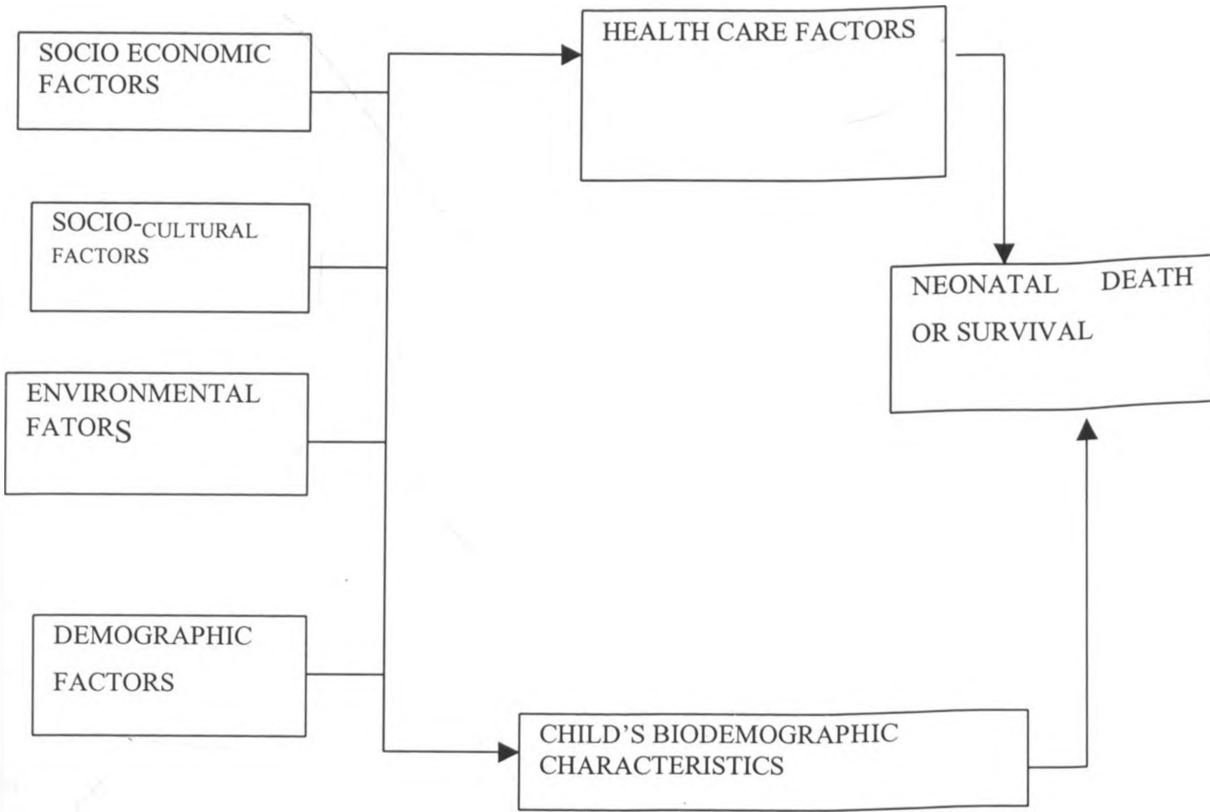 SOCIO ECONOMIC
FACTORS
SOCIO-CULTURAL
FACTORS
ENVIRONMENTAL
FATORS
DEMOGRAPHIC
FACTORS
HEALTH CARE FACTORS
CHILD'S BIODEMOGRAPHIC
CHARACTERISTICS
NEONATAL DEATH
OR SURVIVAL